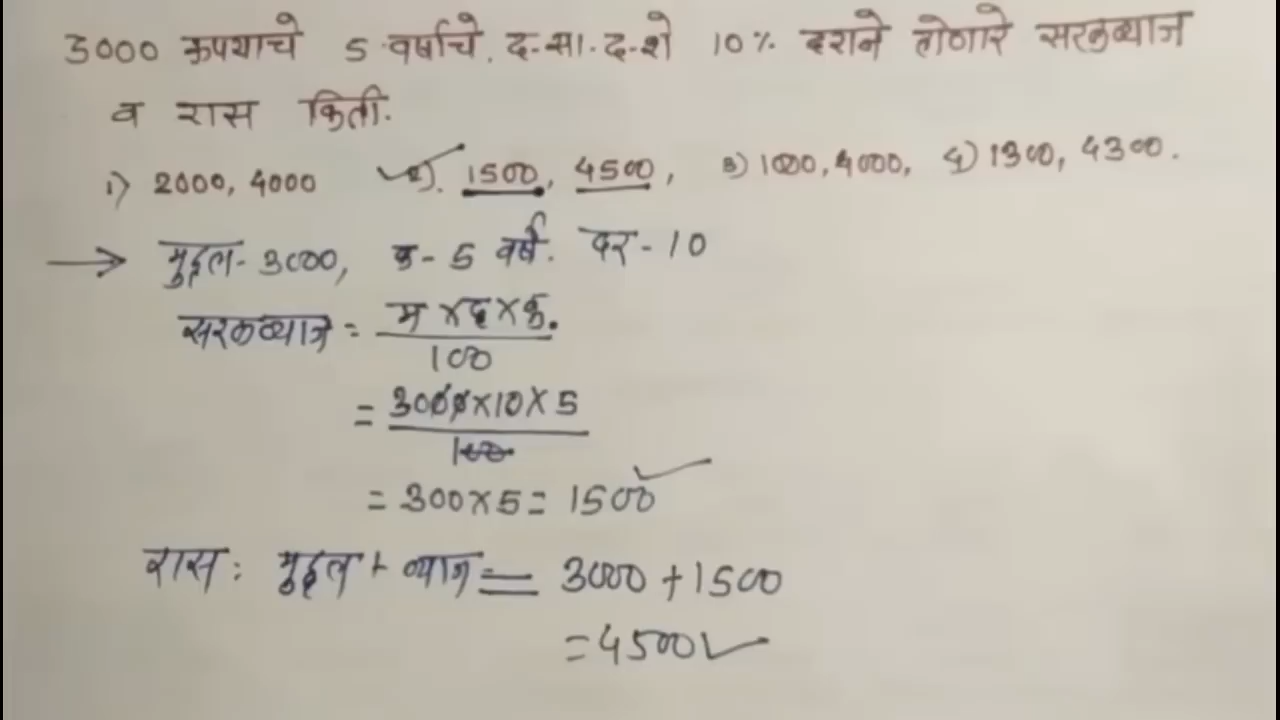 3000 रूपयाचे 5 वर्षाचे. द.सा.द.शे 10% दराने होणारे सरळव्याज
व रास किती.
1) 2000, 4000 2). 1500, 4500, 3) 1000, 4000, 4) 1300, 4300.
→ मुद्दल- 3000, क- 5 वर्षे. दर- 10
सरळव्याज = म × द × क.
100
= 3000×10×5
100
= 300×5 = 1500
रास: मुद्दल + व्याज = 3000 + 1500
= 4500